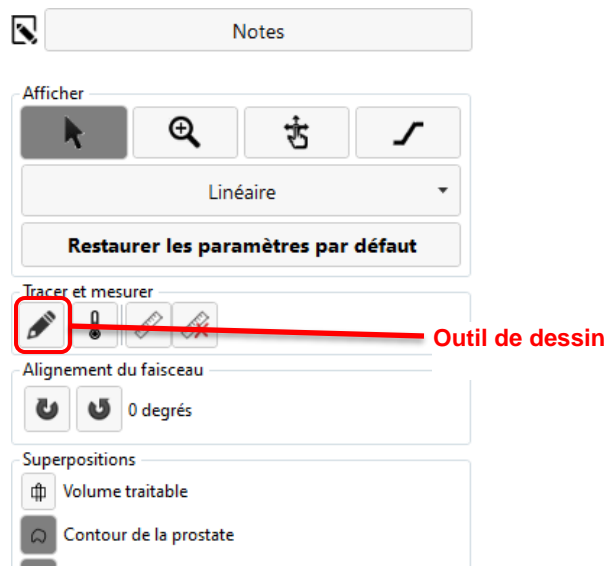 Notes
Afficher
Linéaire
Restaurer les paramètres par défaut
Tracer et mesurer
Outil de dessin
Alignement du faisceau
0 degrés
Superpositions
Volume traitable
Contour de la prostate